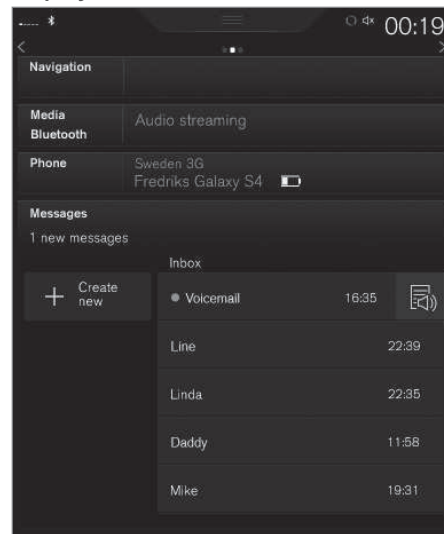 00:19
Navigation
Media
Bluetooth
Audio streaming
Phone
Sweden 3G
Fredriks Galaxy S4
Messages
1 new messages
Inbox
+ Create
new
Voicemail 16:35
Line 22:39
Linda 22:35
Daddy 11:58
Mike 19:31